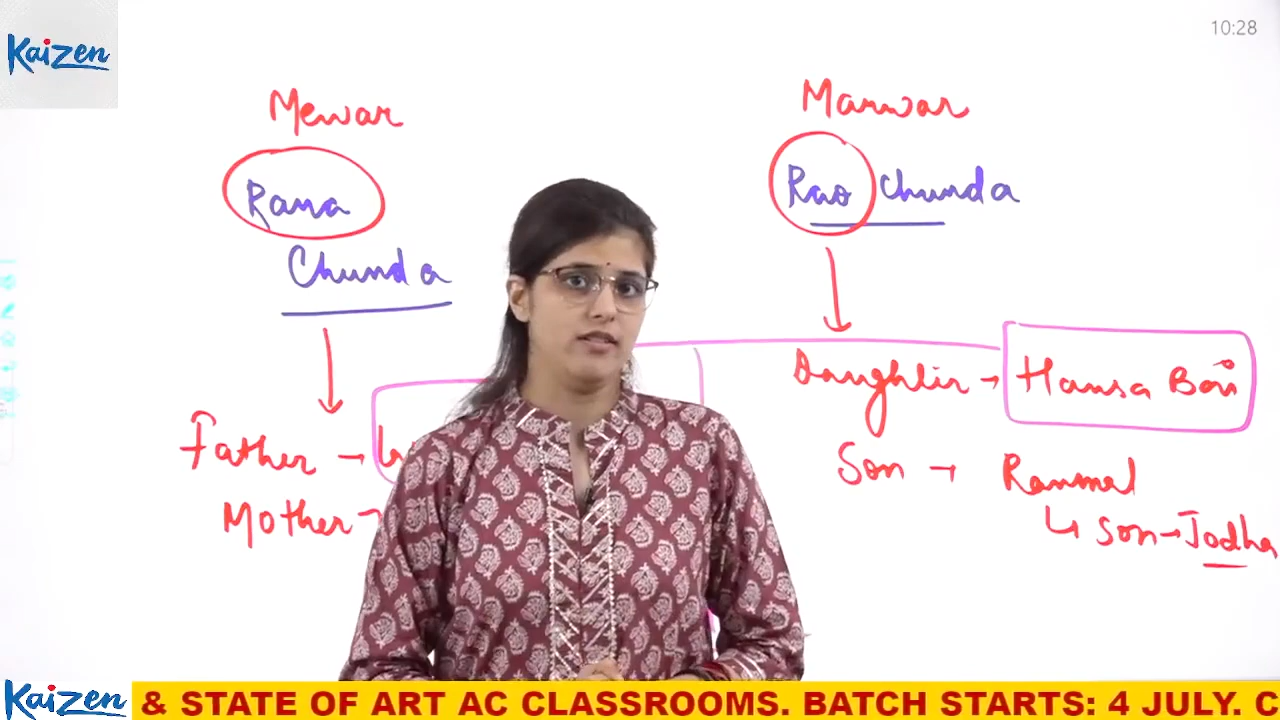 Kaizen
10:28
Mewar
Rana
Chunda
Father →
Mother →
Marwar
Rao Chunda
Daughter → Hansa Bai
Son → Ranmal
↳ Son → Jodha
Kaizen & STATE OF ART AC CLASSROOMS. BATCH STARTS: 4 JULY. C